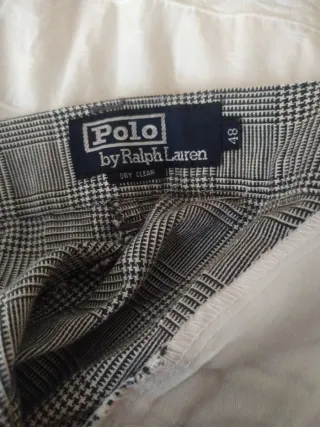 Polo
by Ralph Lauren
DRY CLEAN
48